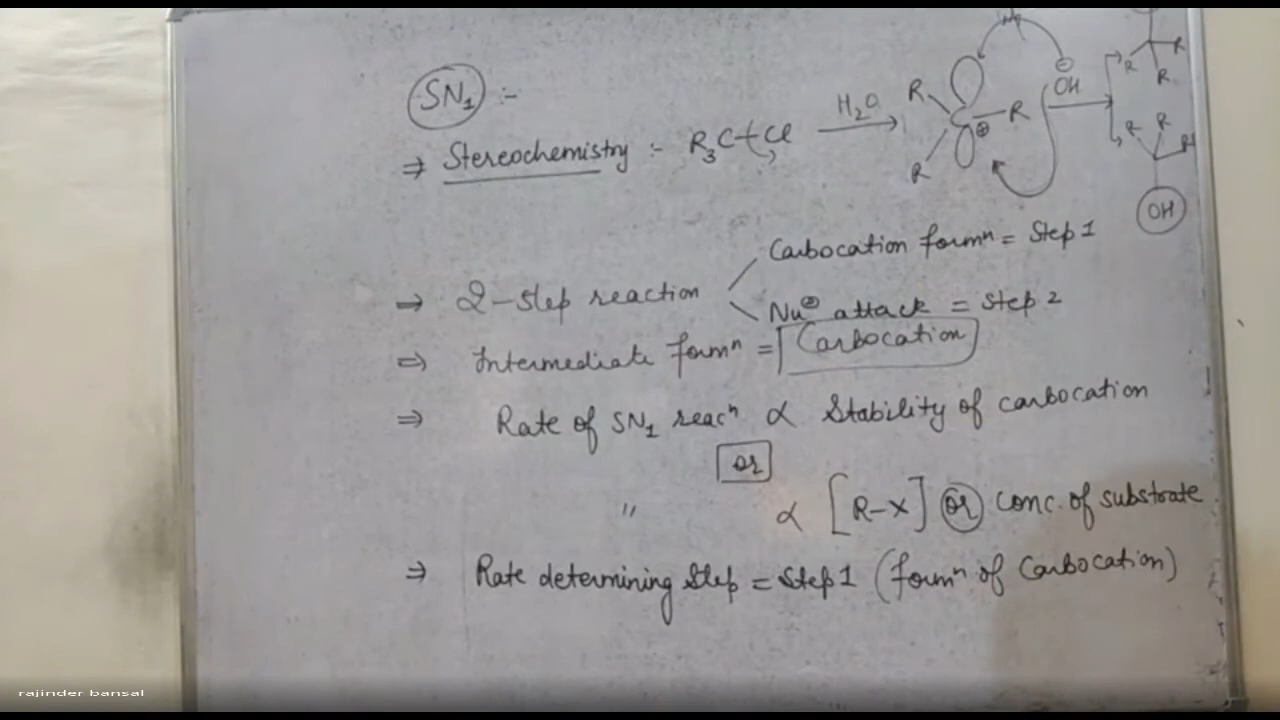 SN1 :-
⇒ Stereochemistry :- R3C-Cl H2O → R R R C ⊕ ⊖ OH R R R
R R R OH
⇒ 2-step reaction Carbocation formn = Step 1
Nu⊖ attack = Step 2
⇒ Intermediate formn = Carbocation
⇒ Rate of SN1 reacn ∝ Stability of carbocation
or
" ∝ [R-X] or conc. of substrate
⇒ Rate determining Step = Step 1 (formn of Carbocation)
rajinder bansal